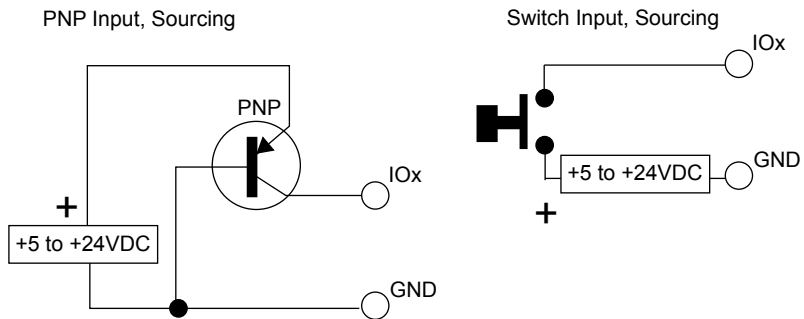 PNP Input, Sourcing
PNP
IOx
+
+5 to +24VDC
GND
Switch Input, Sourcing
IOx
+5 to +24VDC
GND
+